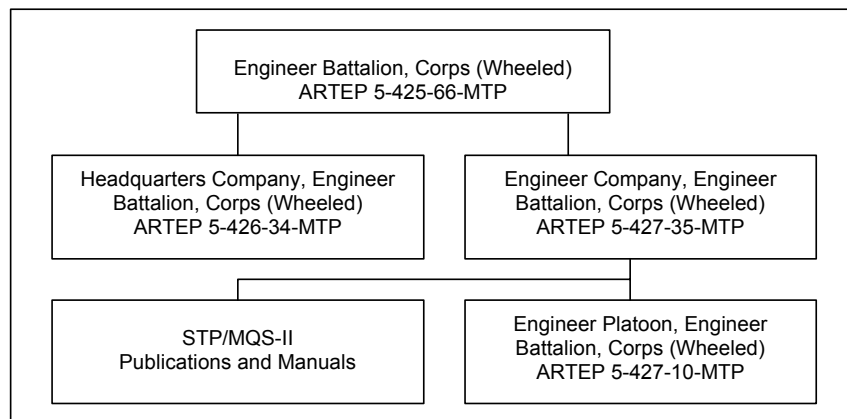 Engineer Battalion, Corps (Wheeled)
ARTEP 5-425-66-MTP
Headquarters Company, Engineer
Battalion, Corps (Wheeled)
ARTEP 5-426-34-MTP
Engineer Company, Engineer
Battalion, Corps (Wheeled)
ARTEP 5-427-35-MTP
STP/MQS-II
Publications and Manuals
Engineer Platoon, Engineer
Battalion, Corps (Wheeled)
ARTEP 5-427-10-MTP